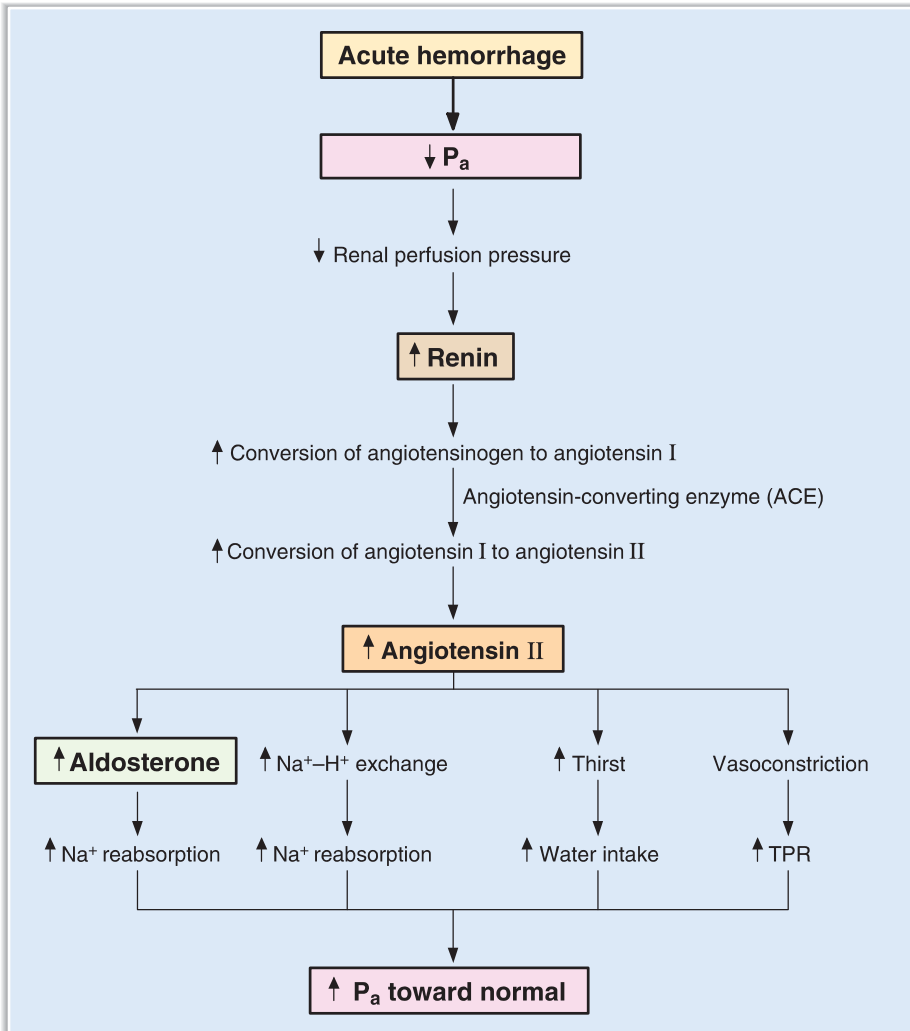 Acute hemorrhage
↓ Pₐ
↓ Renal perfusion pressure
↑ Renin
↑ Conversion of angiotensinogen to angiotensin I
Angiotensin-converting enzyme (ACE)
↑ Conversion of angiotensin I to angiotensin II
↑ Angiotensin II
↑ Aldosterone
↑ Na⁺–H⁺ exchange
↑ Thirst
Vasoconstriction
↑ Na⁺ reabsorption
↑ Na⁺ reabsorption
↑ Water intake
↑ TPR
↑ Pₐ toward normal